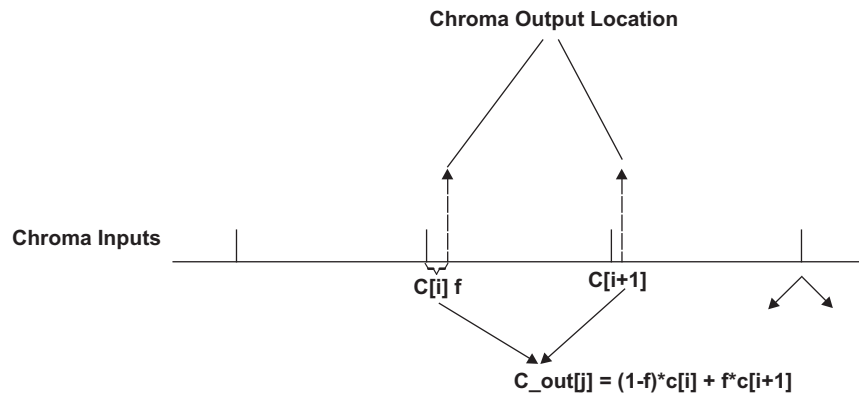 Chroma Output Location
Chroma Inputs
C[i] f
C[i+1]
C_out[j] = (1-f)*c[i] + f*c[i+1]